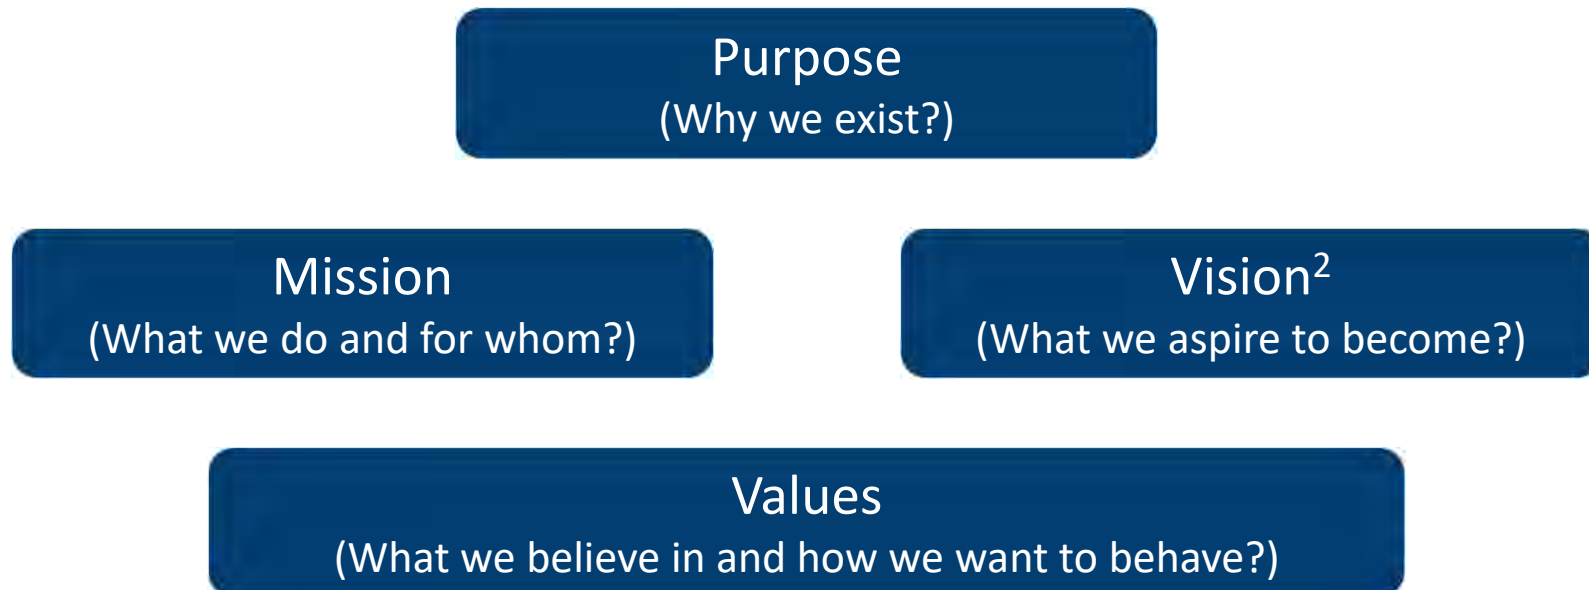 Purpose
(Why we exist?)
Mission
(What we do and for whom?)
Vision²
(What we aspire to become?)
Values
(What we believe in and how we want to behave?)